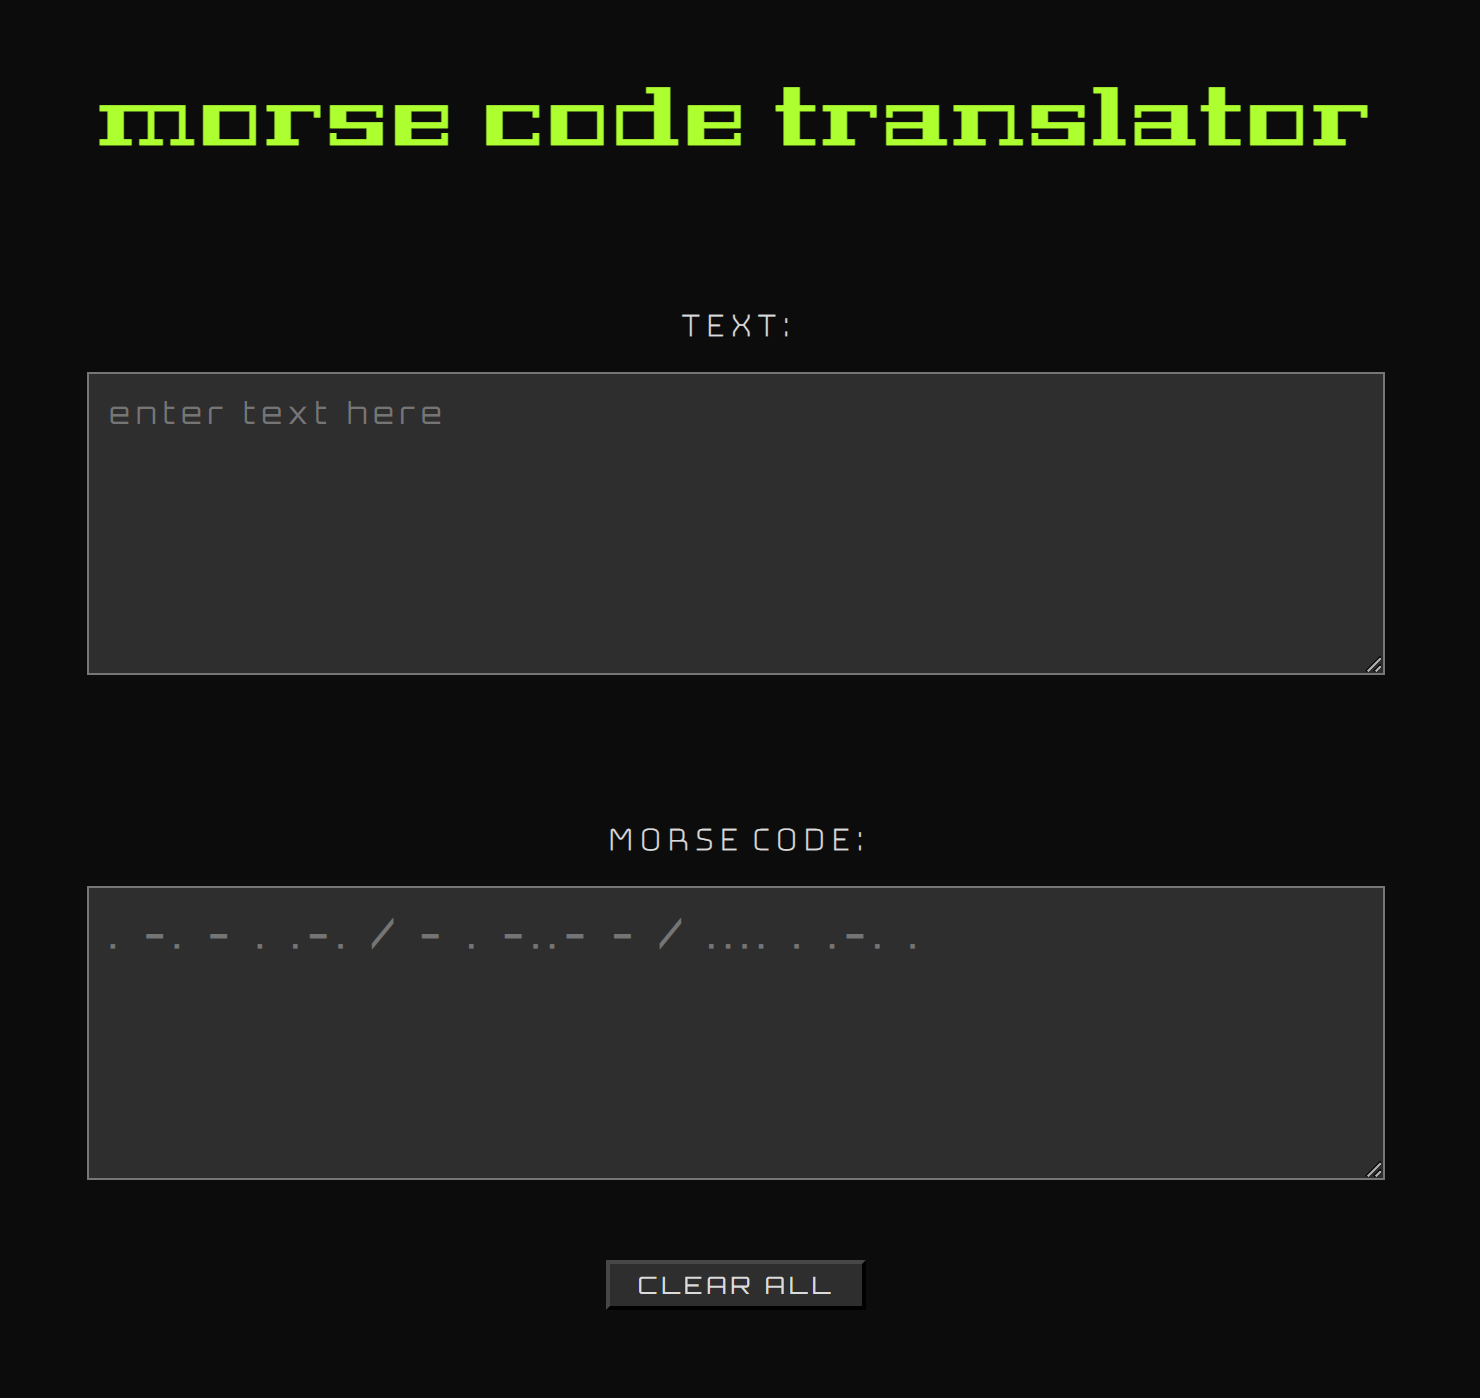 morse code translator
TEXT:
enter text here
MORSE CODE:
. -. - . .-. / - . -..- - / .... . .-. .
CLEAR ALL